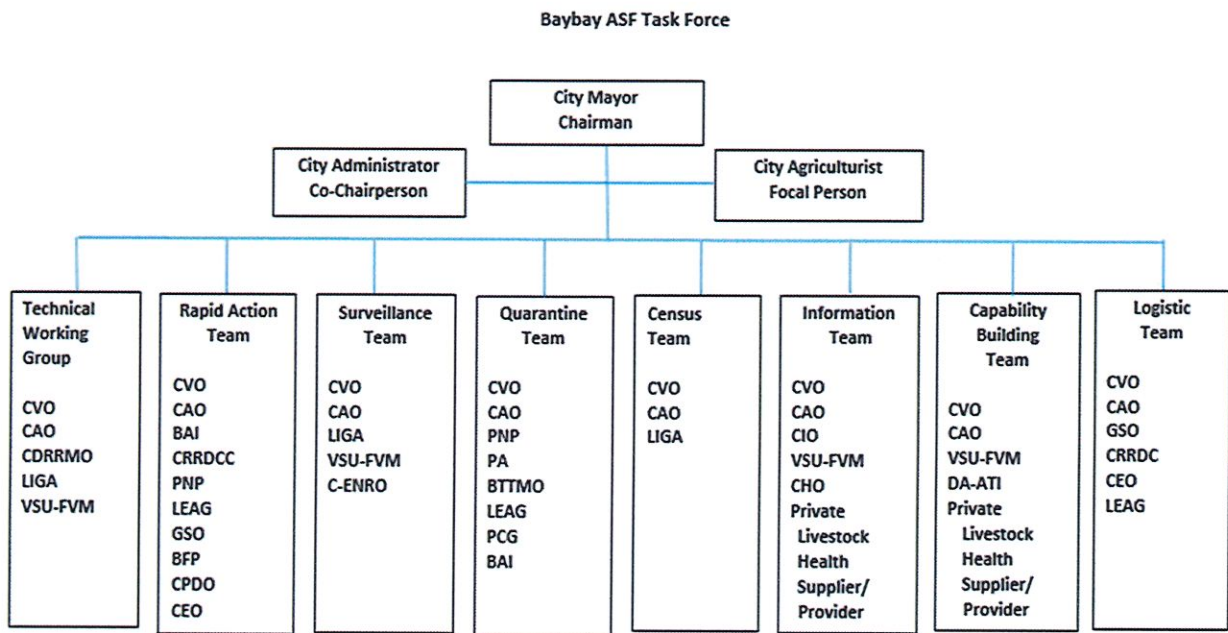 Baybay ASF Task Force
City Mayor
Chairman
City Administrator
Co-Chairperson
City Agriculturist
Focal Person
Technical
Working
Group
CVO
CAO
CDRRMO
LIGA
VSU-FVM
Rapid Action
Team
CVO
CAO
BAI
CRRDCC
PNP
LEAG
GSO
BFP
CPDO
CEO
Surveillance
Team
CVO
CAO
LIGA
VSU-FVM
C-ENRO
Quarantine
Team
CVO
CAO
PNP
PA
BTTMO
LEAG
PCG
BAI
Census
Team
CVO
CAO
LIGA
Information
Team
CVO
CAO
CIO
VSU-FVM
CHO
Private
Livestock
Health
Supplier/
Provider
Capability
Building
Team
CVO
CAO
VSU-FVM
DA-ATI
Private
Livestock
Health
Supplier/
Provider
Logistic
Team
CVO
CAO
GSO
CRRDC
CEO
LEAG